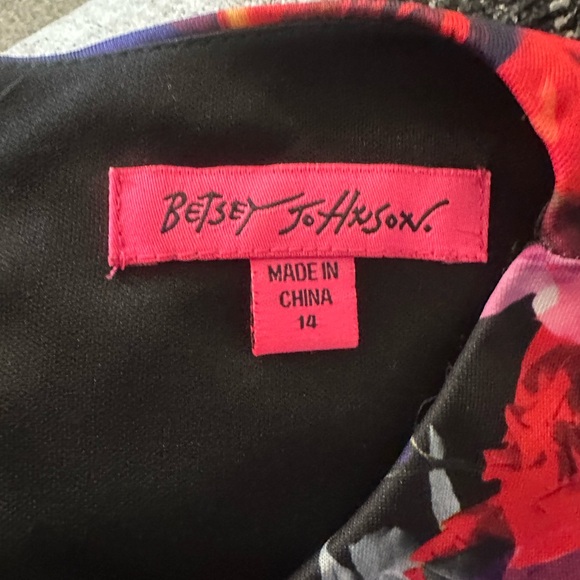 BETSEY JOHNSON.
MADE IN
CHINA
14